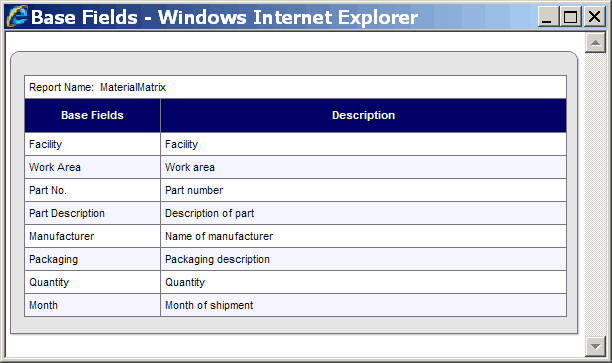 Base Fields - Windows Internet Explorer
Report Name: MaterialMatrix
Base Fields Description
Facility Facility
Work Area Work area
Part No. Part number
Part Description Description of part
Manufacturer Name of manufacturer
Packaging Packaging description
Quantity Quantity
Month Month of shipment